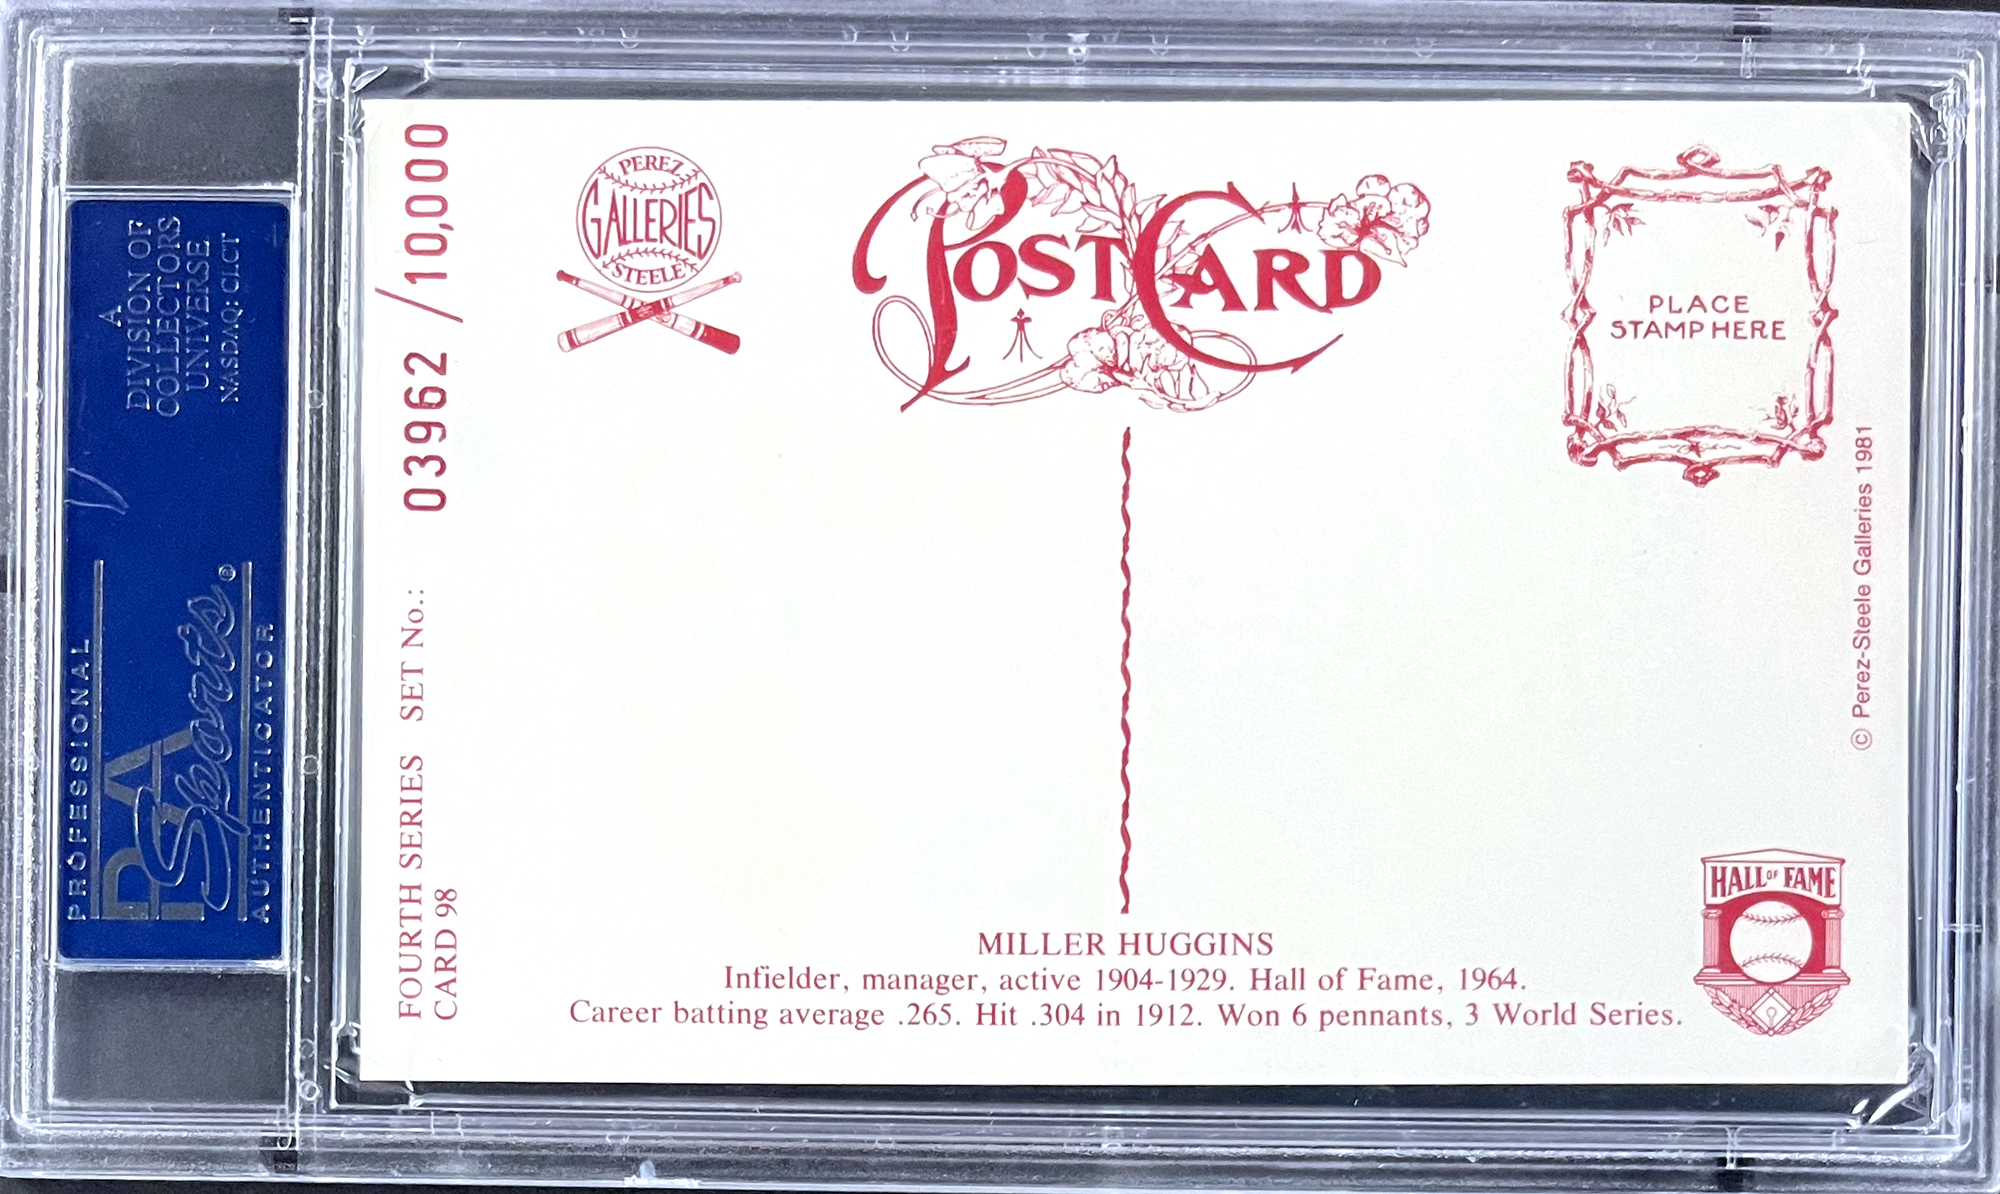 A
DIVISION OF
COLLECTORS
UNIVERSE
NASDAQ: CLCT
PROFESSIONAL
PSA
Sports®
AUTHENTICATOR
FOURTH SERIES SET No.: 03962 /10,000
CARD 98
PEREZ
GALLERIES
STEELE
POSTCARD
PLACE
STAMP HERE
© Perez-Steele Galleries 1981
MILLER HUGGINS
Infielder, manager, active 1904-1929. Hall of Fame, 1964.
Career batting average .265. Hit .304 in 1912. Won 6 pennants, 3 World Series.
HALL OF FAME